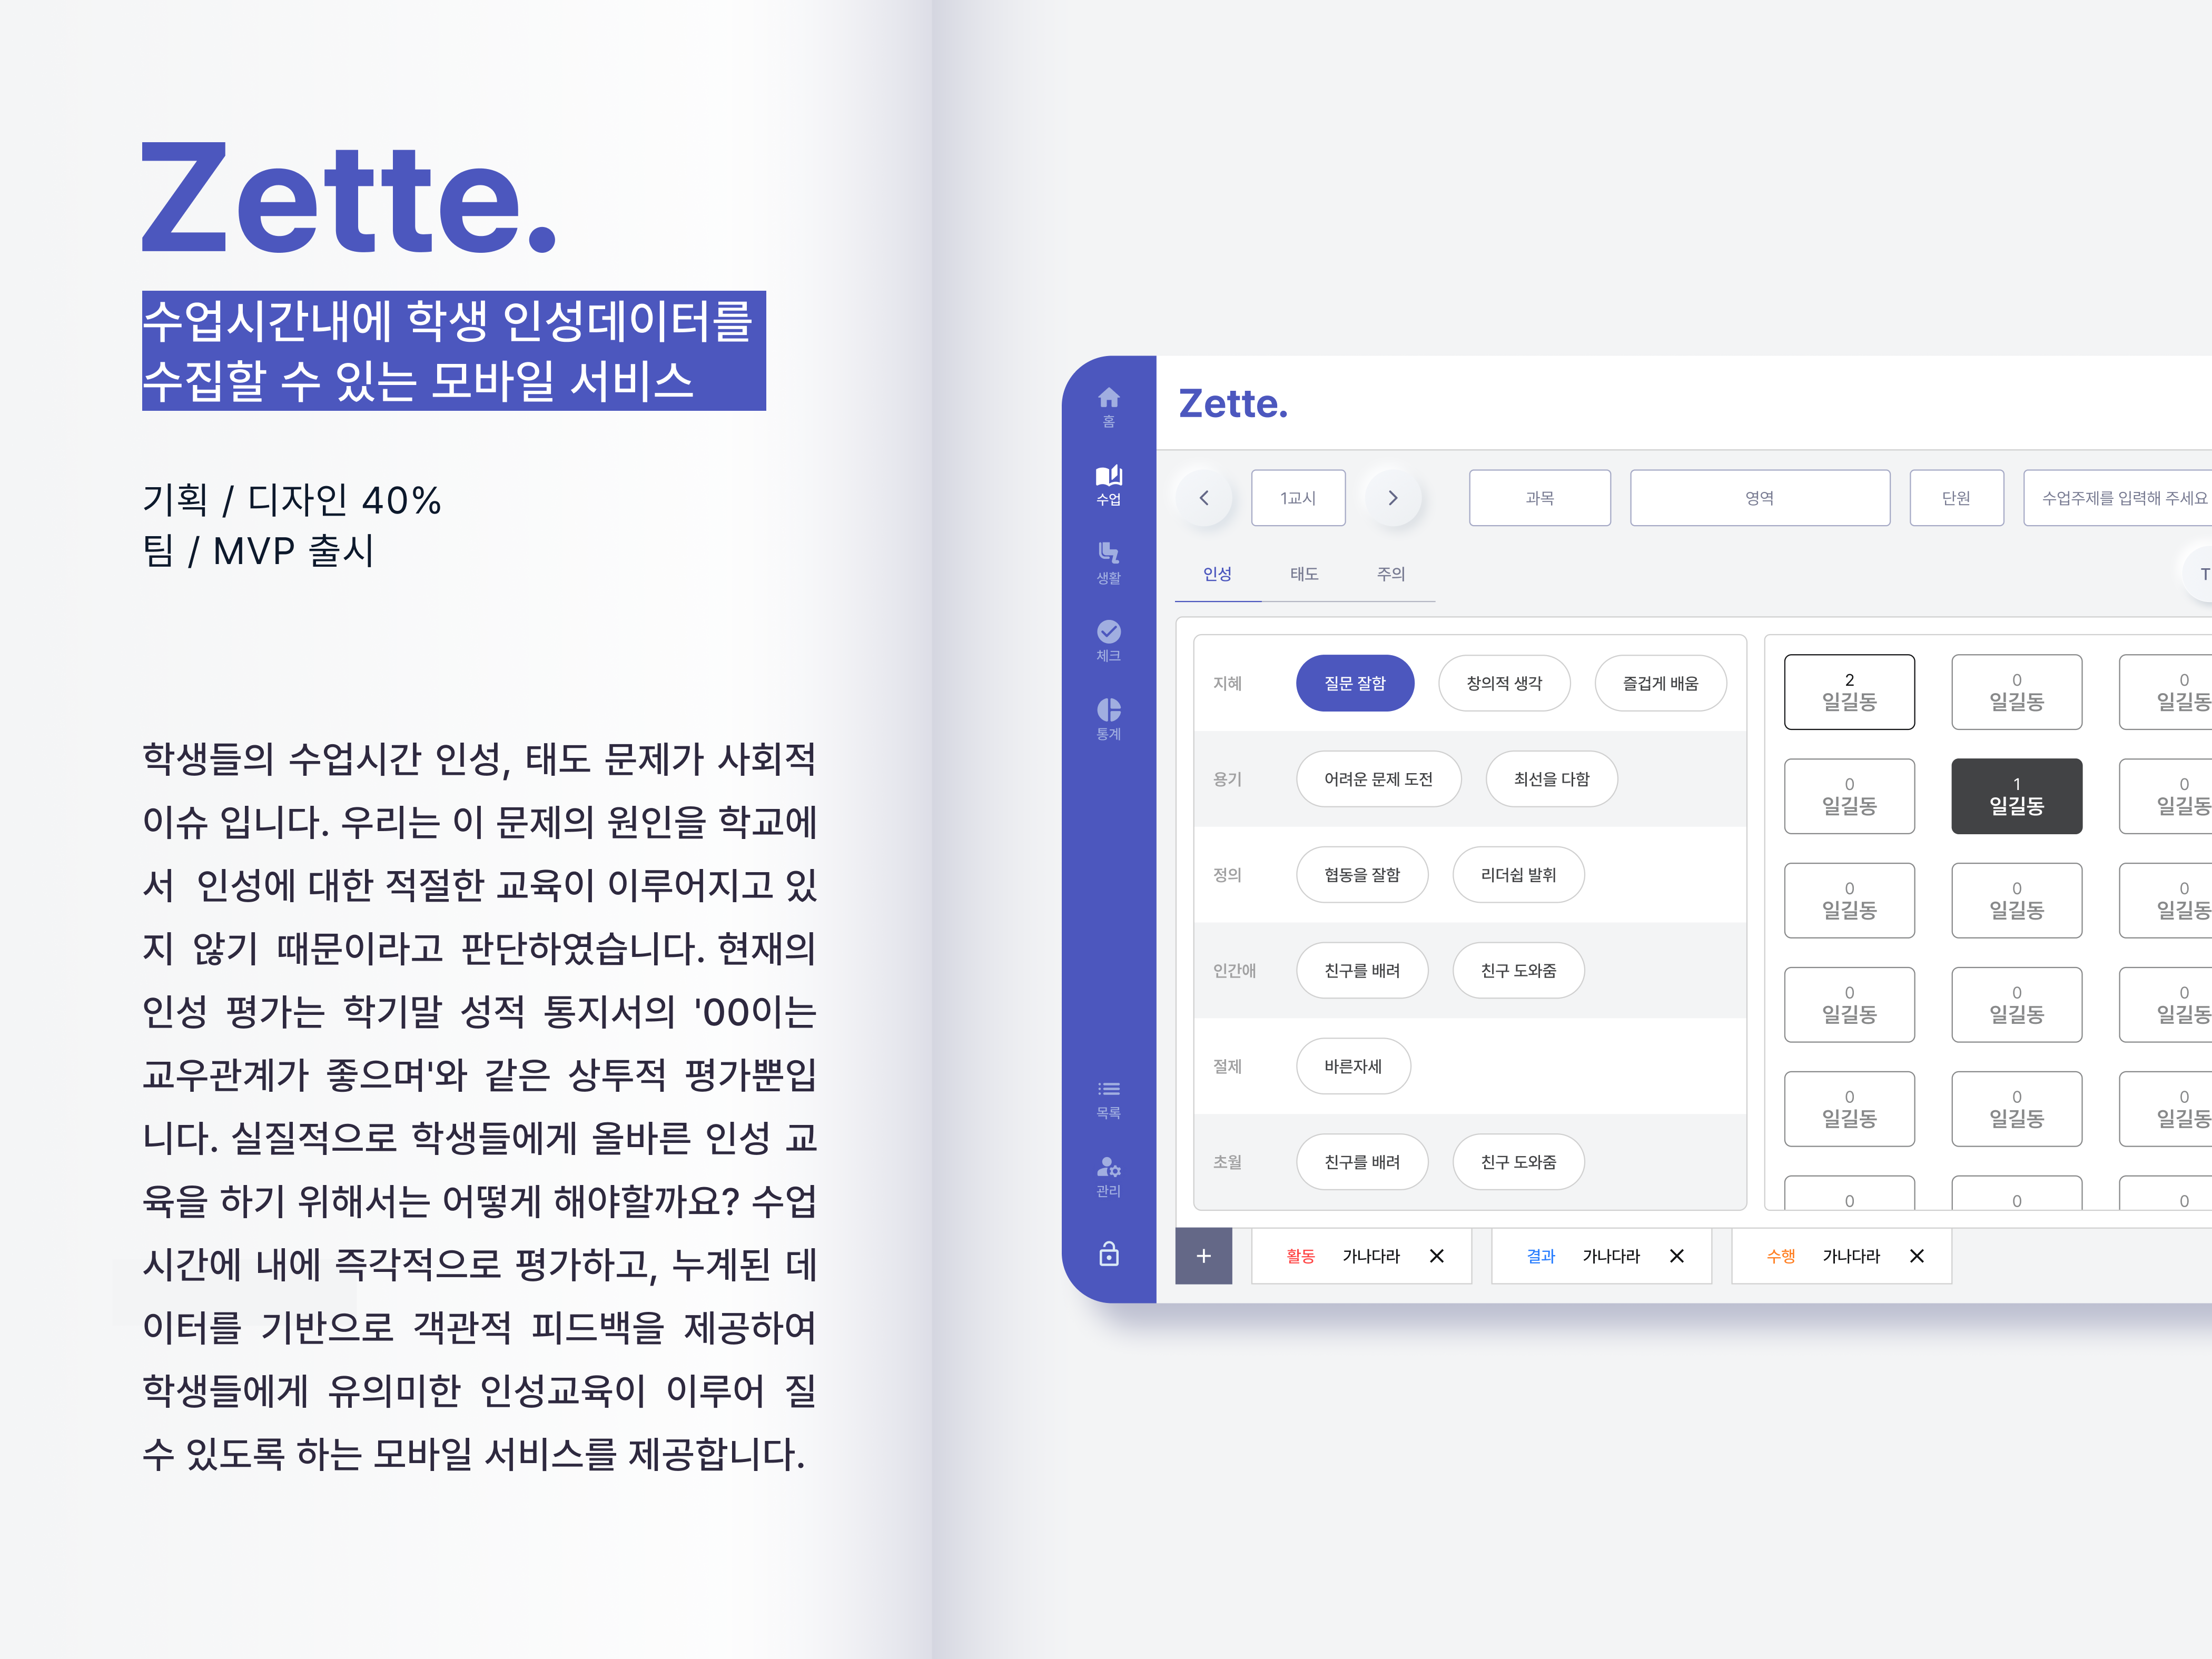 Zette.
수업시간내에 학생 인성데이터를
수집할 수 있는 모바일 서비스
기획 / 디자인 40%
팀 / MVP 출시
학생들의 수업시간 인성, 태도 문제가 사회적
이슈 입니다. 우리는 이 문제의 원인을 학교에
서 인성에 대한 적절한 교육이 이루어지고 있
지 않기 때문이라고 판단하였습니다. 현재의
인성 평가는 학기말 성적 통지서의 '00이는
교우관계가 좋으며'와 같은 상투적 평가뿐입
니다. 실질적으로 학생들에게 올바른 인성 교
육을 하기 위해서는 어떻게 해야할까요? 수업
시간에 내에 즉각적으로 평가하고, 누계된 데
이터를 기반으로 객관적 피드백을 제공하여
학생들에게 유의미한 인성교육이 이루어 질
수 있도록 하는 모바일 서비스를 제공합니다.
홈
수업
생활
체크
통계
목록
관리
Zette.
1교시 과목 영역 단원 수업주제를 입력해 주세요
인성 태도 주의 T
지혜 질문 잘함 창의적 생각 즐겁게 배움
용기 어려운 문제 도전 최선을 다함
정의 협동을 잘함 리더쉽 발휘
인간애 친구를 배려 친구 도와줌
절제 바른자세
초월 친구를 배려 친구 도와줌
2 0 0
일길동 일길동 일길동
0 1 0
일길동 일길동 일길동
0 0 0
일길동 일길동 일길동
0 0 0
일길동 일길동 일길동
0 0 0
일길동 일길동 일길동
0 0 0
+ 활동 가나다라 결과 가나다라 수행 가나다라